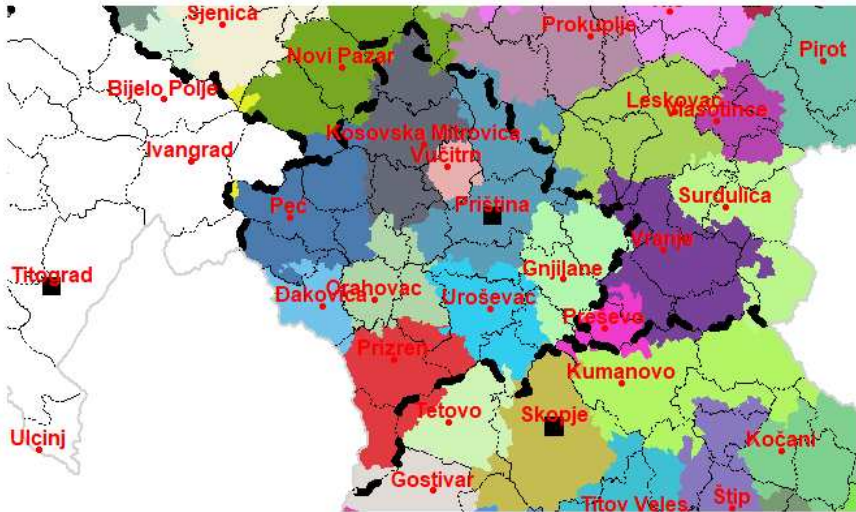 Sjenica
Prokuplje
Novi Pazar
Pirot
Bijelo Polje
Leskovac
Vlasotince
Kosovska Mitrovica
Ivangrad
Vučitrn
Surdulica
Peć
Priština
Vranje
Titograd
Gnjilane
Đakovica
Orahovac
Uroševac
Preševo
Prizren
Kumanovo
Tetovo
Skopje
Ulcinj
Kočani
Gostivar
Titov Veles
Štip